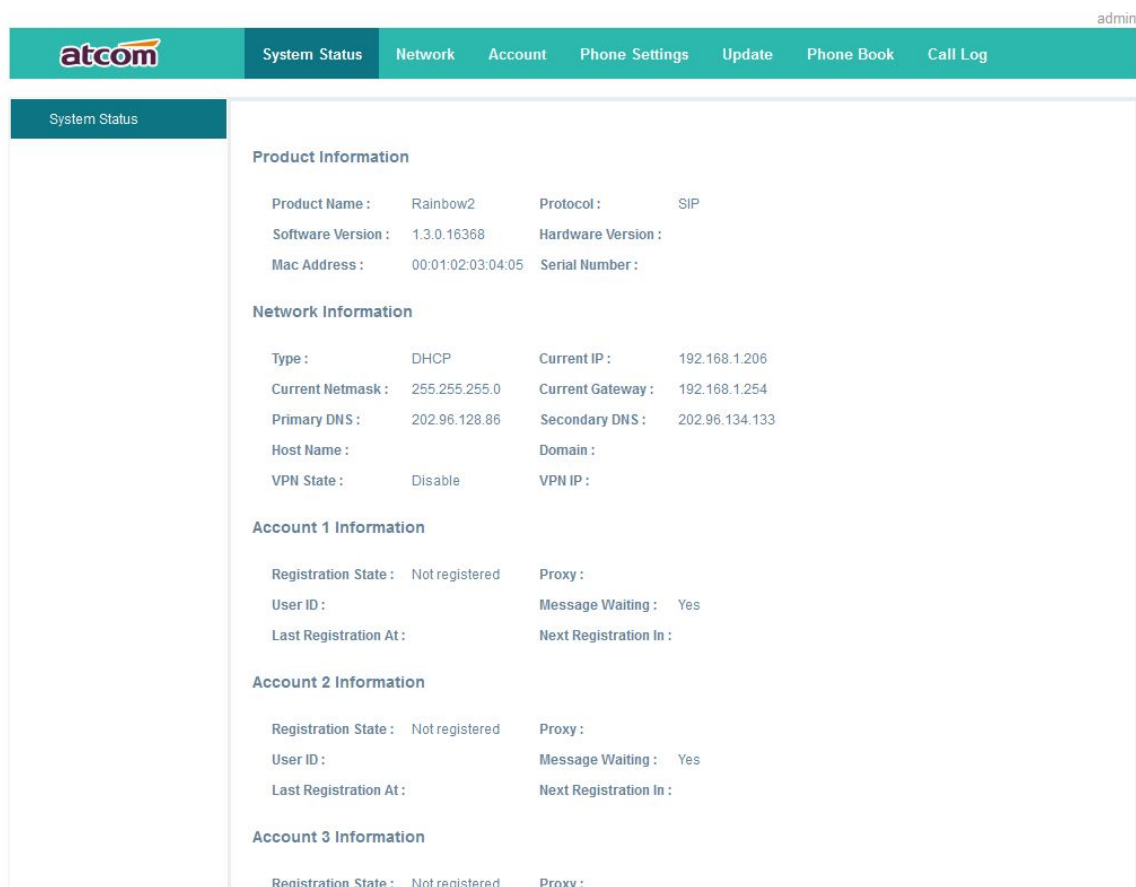 admin
atcom System Status Network Account Phone Settings Update Phone Book Call Log
System Status
Product Information
Product Name : Rainbow2 Protocol : SIP
Software Version : 1.3.0.16368 Hardware Version :
Mac Address : 00:01:02:03:04:05 Serial Number :
Network Information
Type : DHCP Current IP : 192.168.1.206
Current Netmask : 255.255.255.0 Current Gateway : 192.168.1.254
Primary DNS : 202.96.128.86 Secondary DNS : 202.96.134.133
Host Name : Domain :
VPN State : Disable VPN IP :
Account 1 Information
Registration State : Not registered Proxy :
User ID : Message Waiting : Yes
Last Registration At : Next Registration In :
Account 2 Information
Registration State : Not registered Proxy :
User ID : Message Waiting : Yes
Last Registration At : Next Registration In :
Account 3 Information
Registration State : Not registered Proxy :